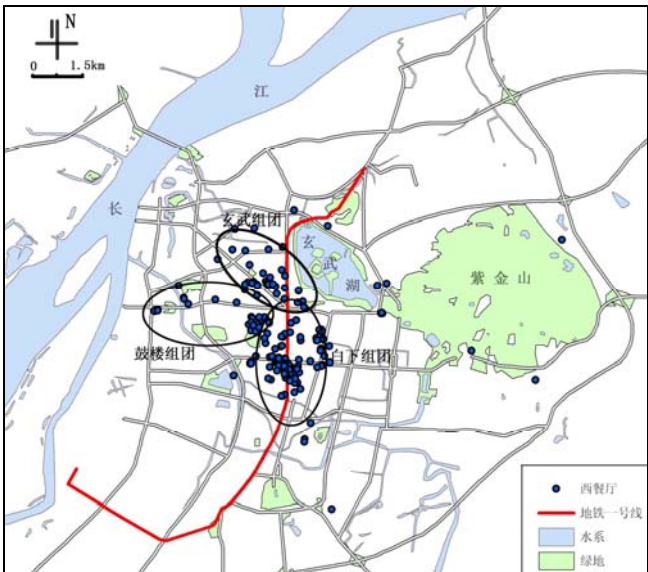 N
0 1.5km
江
长
玄武组团
玄
武
湖
紫金山
鼓楼组团
白下组团
西餐厅
地铁一号线
水系
绿地